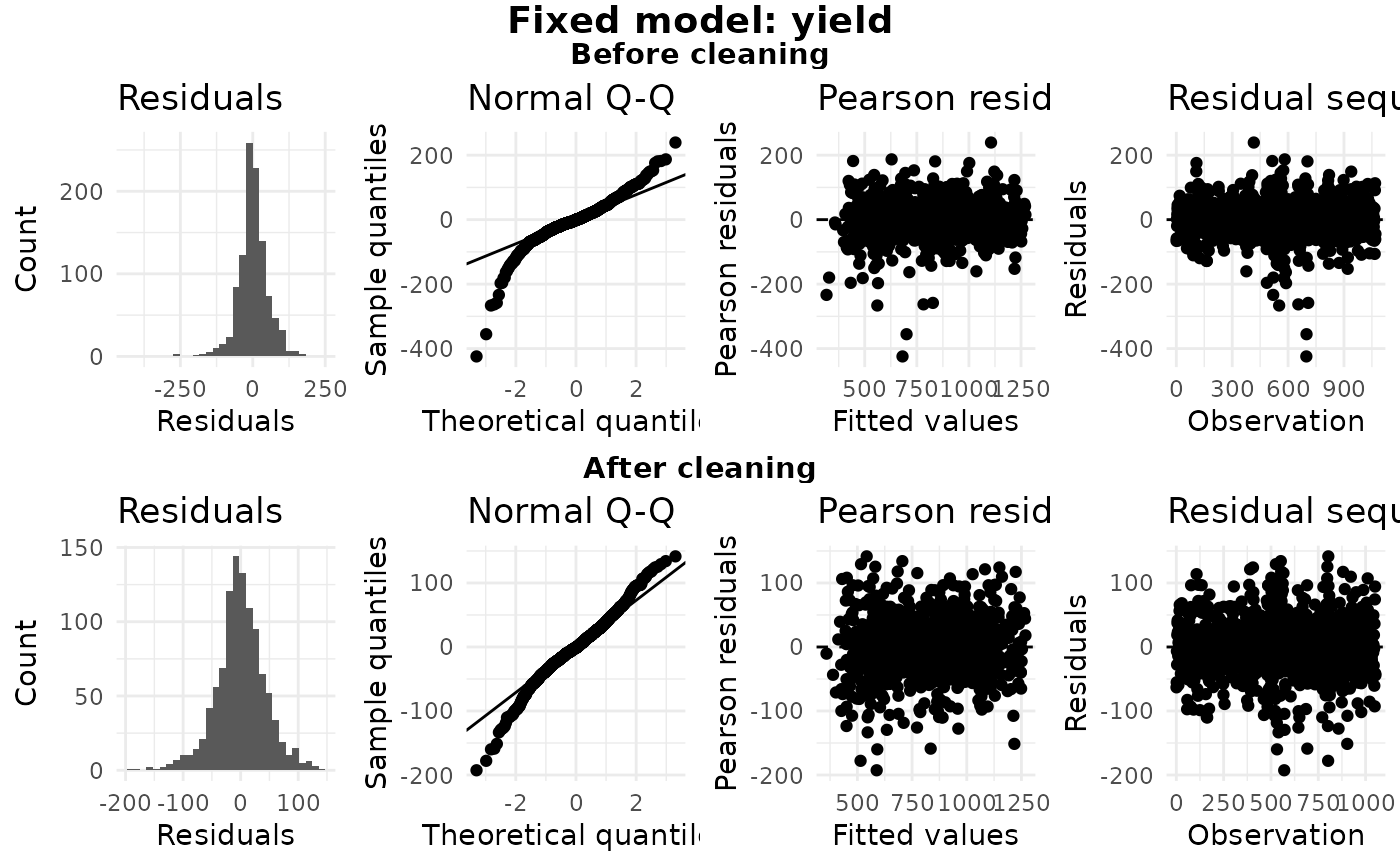 Fixed model: yield
Before cleaning
Residuals
Normal Q-Q
Pearson resid
Residual sequ
Count
200
100
0
-250 0 250
Residuals
Sample quantiles
200
0
-200
-400
-2 0 2
Theoretical quantil
Pearson residuals
200
0
-200
-400
500 750 1000 1250
Fitted values
Residuals
200
0
-200
-400
0 300 600 900
Observation
After cleaning
Residuals
Normal Q-Q
Pearson resid
Residual sequ
Count
150
100
50
0
-200 -100 0 100
Residuals
Sample quantiles
100
0
-100
-200
-2 0 2
Theoretical quantil
Pearson residuals
100
0
-100
-200
500 750 1000 1250
Fitted values
Residuals
100
0
-100
-200
0 250 500 750 1000
Observation